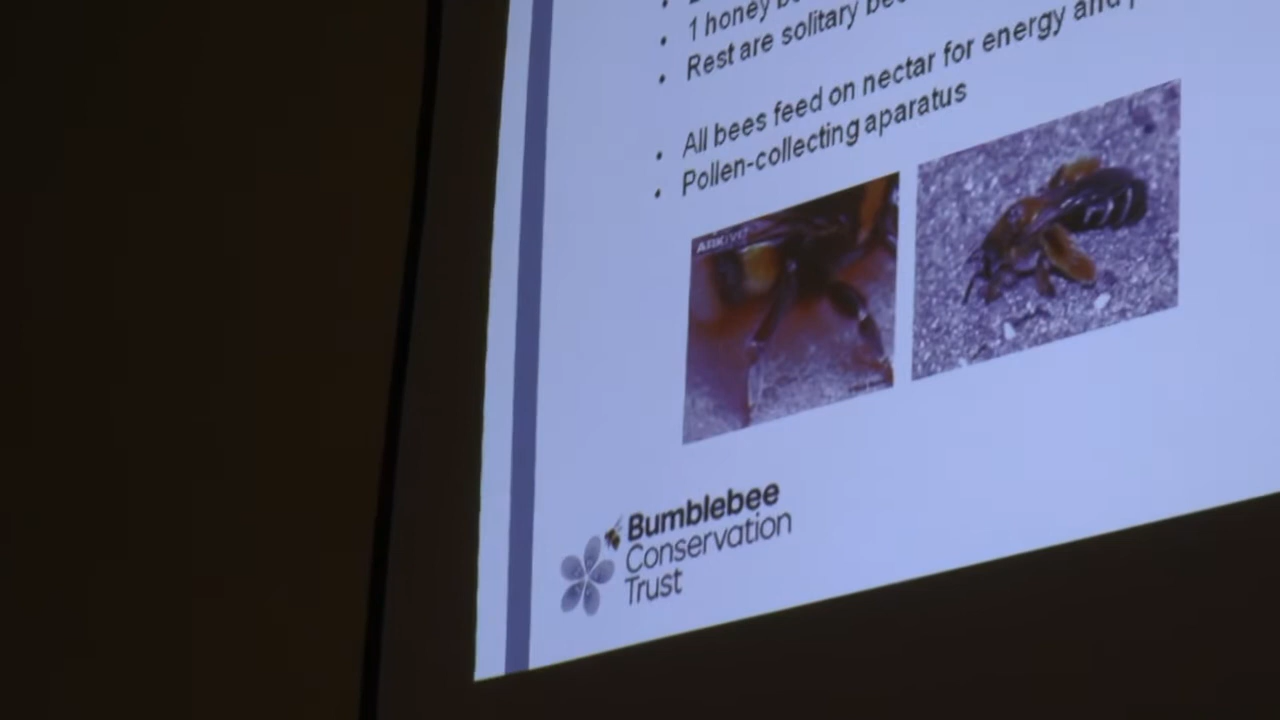 • 1 honey
• Rest are solitary
• All bees feed on nectar for energy and
• Pollen-collecting apparatus
ARKive
Bumblebee
Conservation
Trust